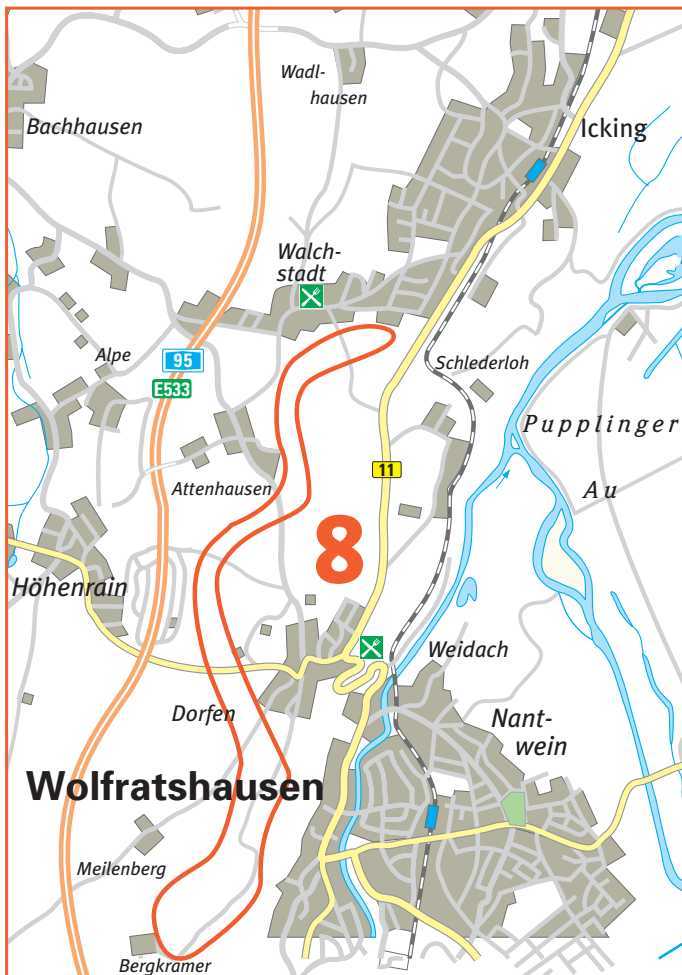 Wadl-
hausen
Bachhausen
Icking
Walch-
stadt
Alpe
95
E533
Schlederloh
Pupplinger
Au
11
Attenhausen
8
Höhenrain
Weidach
Dorfen
Nant-
wein
Wolfratshausen
Meilenberg
Bergkramer